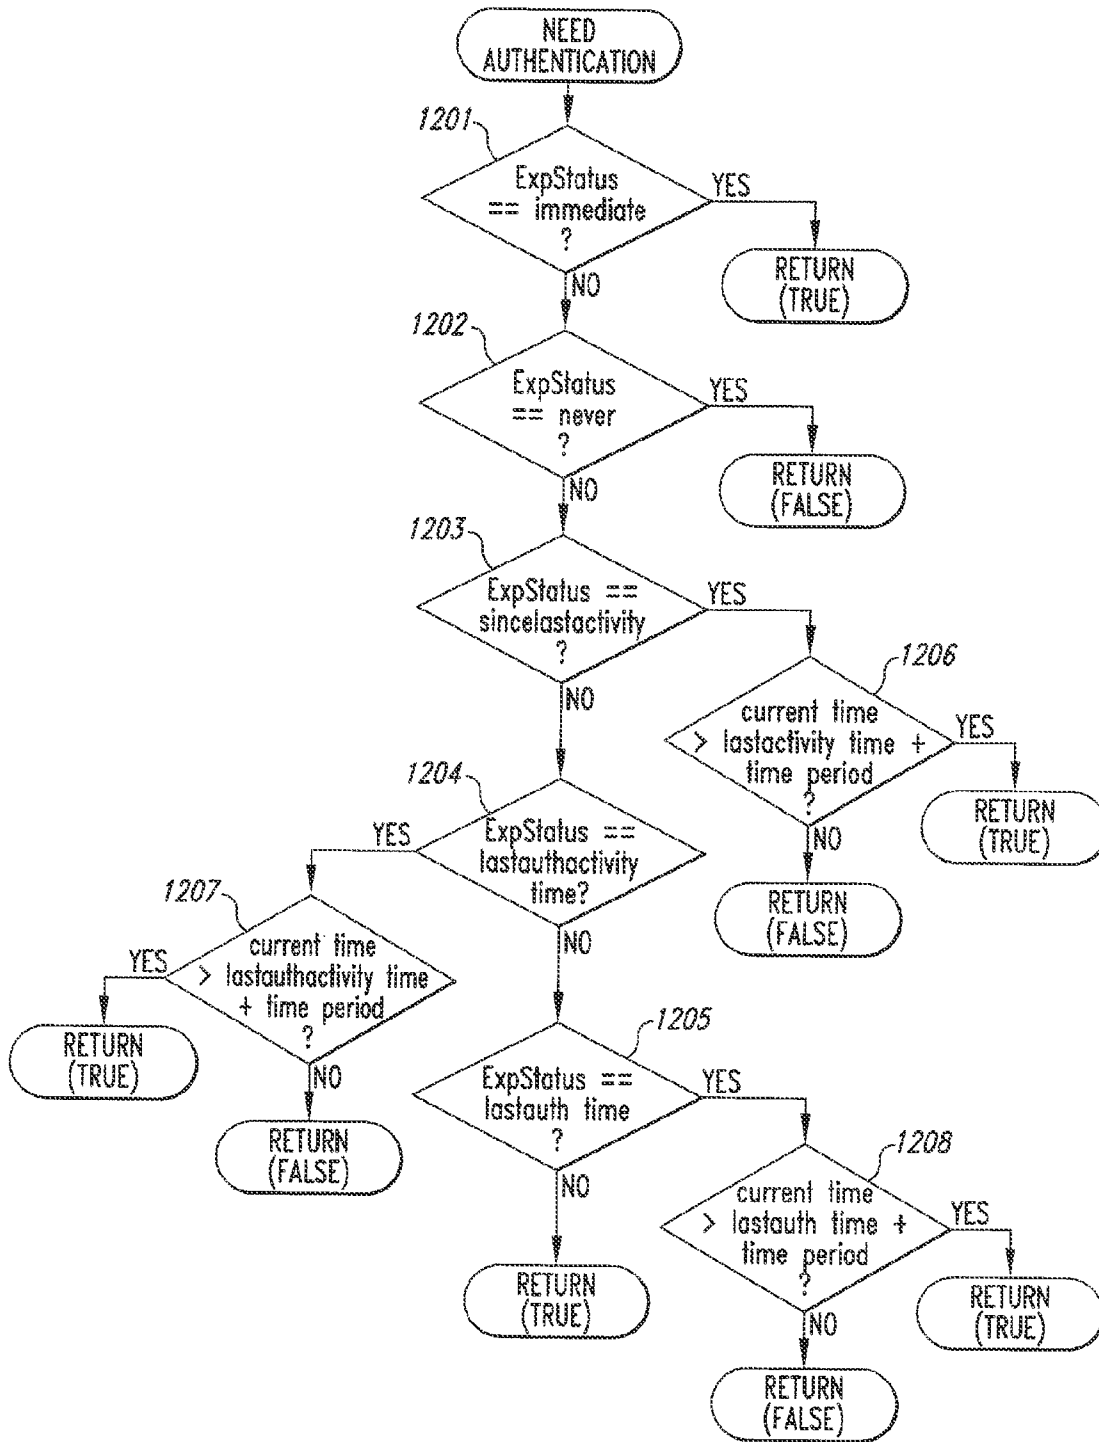 NEED
AUTHENTICATION
1201
ExpStatus
== immediate
?
YES
RETURN
(TRUE)
NO
1202
ExpStatus
== never
?
YES
RETURN
(FALSE)
NO
1203
ExpStatus ==
sincelastactivity
?
YES
NO
1206
current time
> lastactivity time +
time period
?
YES
RETURN
(TRUE)
NO
RETURN
(FALSE)
1204
ExpStatus ==
lastauthactivity
time?
YES
NO
1207
current time
> lastauthactivity time
+ time period
?
YES
RETURN
(TRUE)
NO
RETURN
(FALSE)
1205
ExpStatus ==
lastauth time
?
YES
NO
RETURN
(TRUE)
1208
current time
> lastauth time +
time period
?
YES
RETURN
(TRUE)
NO
RETURN
(FALSE)